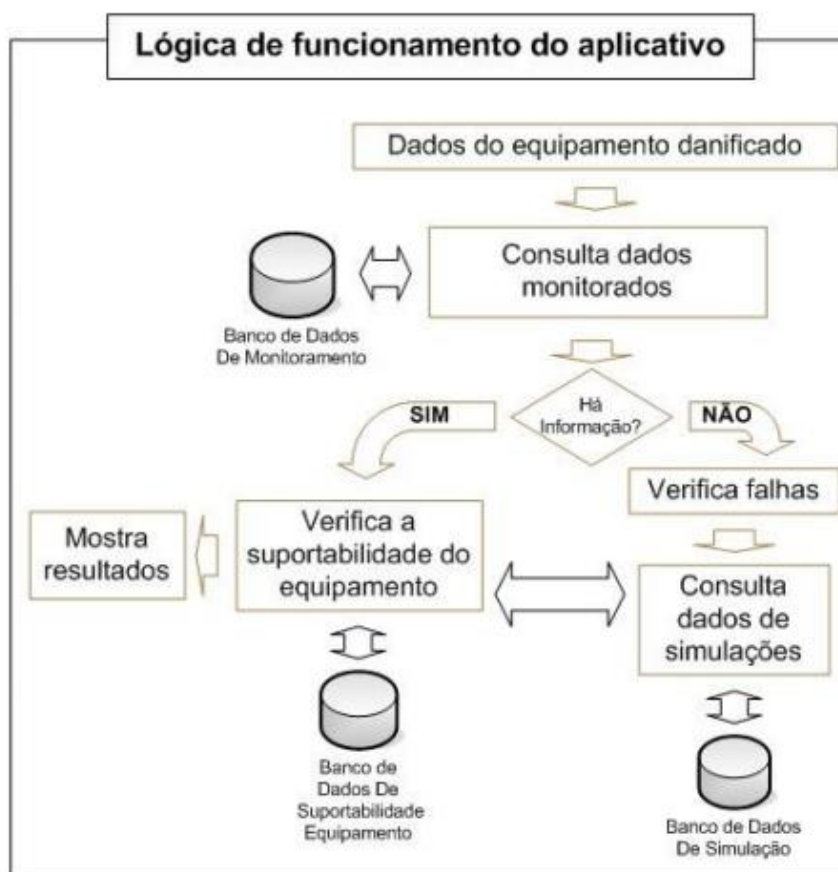 Lógica de funcionamento do aplicativo
Dados do equipamento danificado
Consulta dados
monitorados
Banco de Dados
De Monitoramento
Há
Informação?
SIM
NÃO
Verifica falhas
Verifica a
suportabilidade do
equipamento
Mostra
resultados
Consulta
dados de
simulações
Banco de
Dados De
Suportabilidade
Equipamento
Banco de Dados
De Simulação